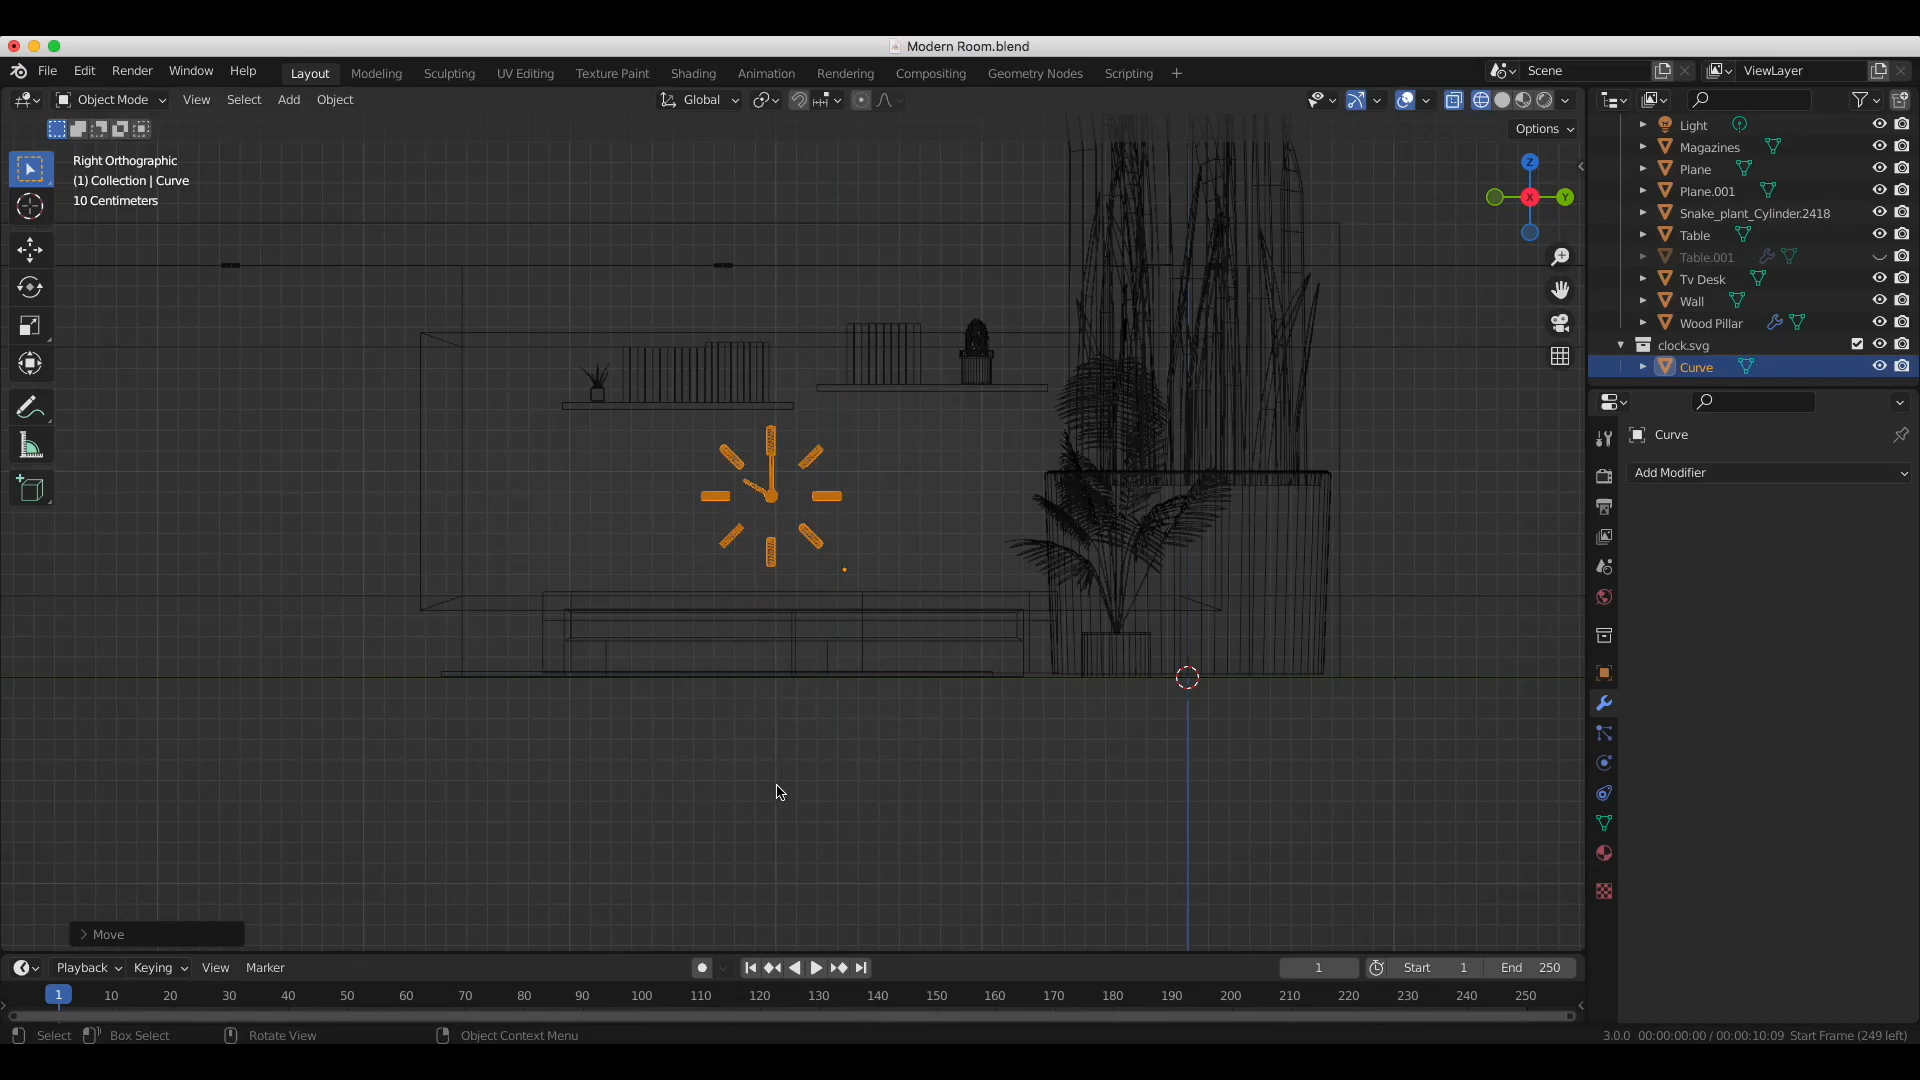 Modern Room.blend
File Edit Render Window Help Layout Modeling Sculpting UV Editing Texture Paint Shading Animation Rendering Compositing Geometry Nodes Scripting + Scene ViewLayer
Object Mode View Select Add Object Global
Options
Right Orthographic
(1) Collection | Curve
10 Centimeters
Z
X
Y
Light
Magazines
Plane
Plane.001
Snake_plant_Cylinder.2418
Table
Table.001
Tv Desk
Wall
Wood Pillar
clock.svg
Curve
Curve
Add Modifier
Move
Playback Keying View Marker 1 Start 1 End 250
1 10 20 30 40 50 60 70 80 90 100 110 120 130 140 150 160 170 180 190 200 210 220 230 240 250
Select Box Select Rotate View Object Context Menu 3.0.0 00:00:00:00 / 00:00:10:09 Start Frame (249 left)